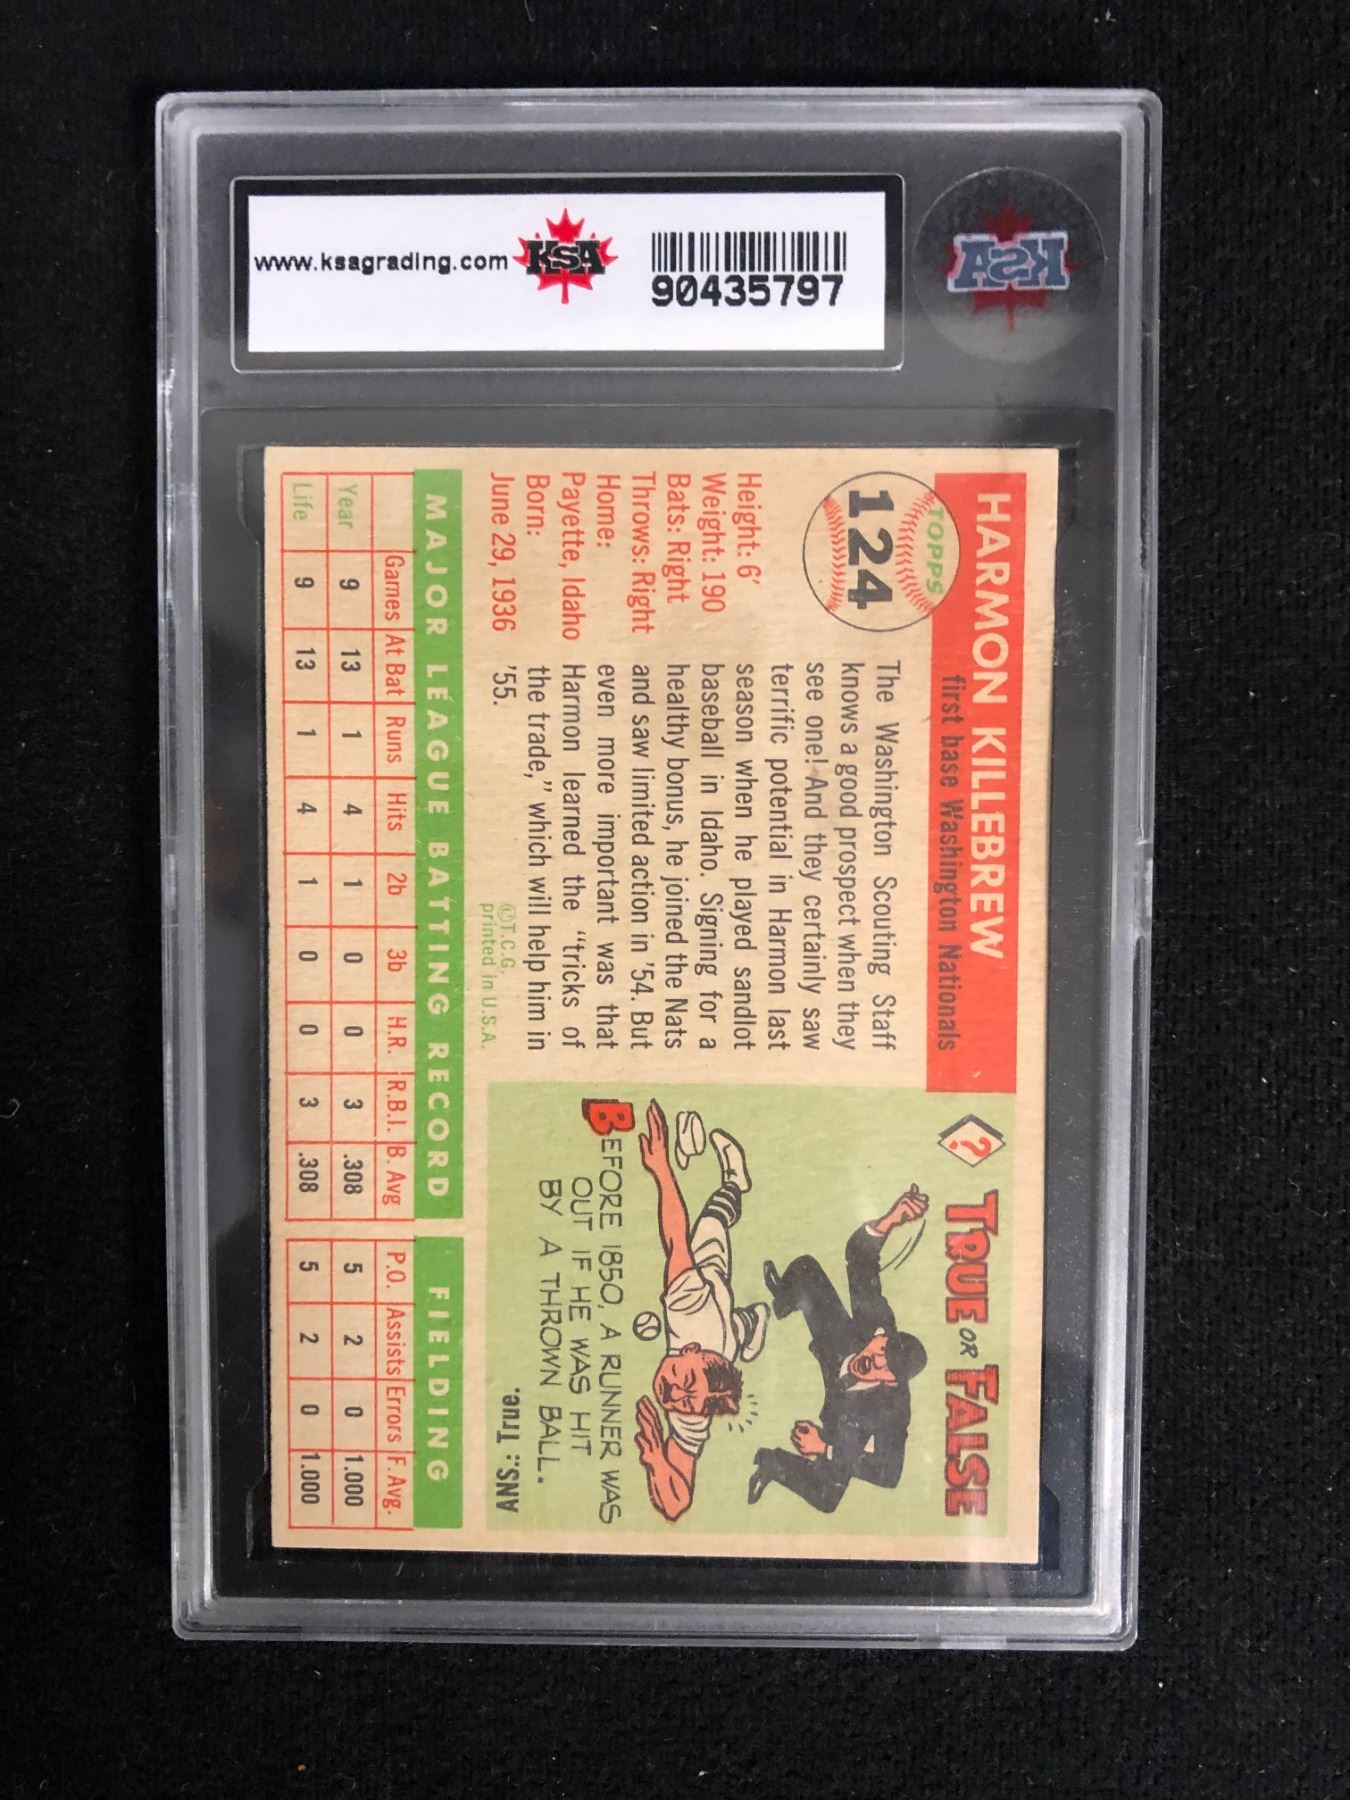 www.ksagrading.com
KSA
90435797
KSA
HARMON KILLEBREW
first base Washington Nationals
TOPPS
124
Height: 6'
Weight: 190
Bats: Right
Throws: Right
Home:
Payette, Idaho
Born:
June 29, 1936
The Washington Scouting Staff
knows a good prospect when they
see one! And they certainly saw
terrific potential in Harmon last
season when he played sandlot
baseball in Idaho. Signing for a
healthy bonus, he joined the Nats
and saw limited action in '54. But
even more important was that
Harmon learned the "tricks of
the trade," which will help him in
'55.
©T.C.G.
printed in U.S.A.
? TRUE OR FALSE
BEFORE 1850, A RUNNER WAS
OUT IF HE WAS HIT
BY A THROWN BALL.
ANS: True.
MAJOR LEAGUE BATTING RECORD FIELDING
Games At Bat Runs Hits 2b 3b H.R. R.B.I. B. Avg P.O. Assists Errors F. Avg.
Year 9 13 1 4 1 0 0 3 .308 5 2 0 1.000
Life 9 13 1 4 1 0 0 3 .308 5 2 0 1.000